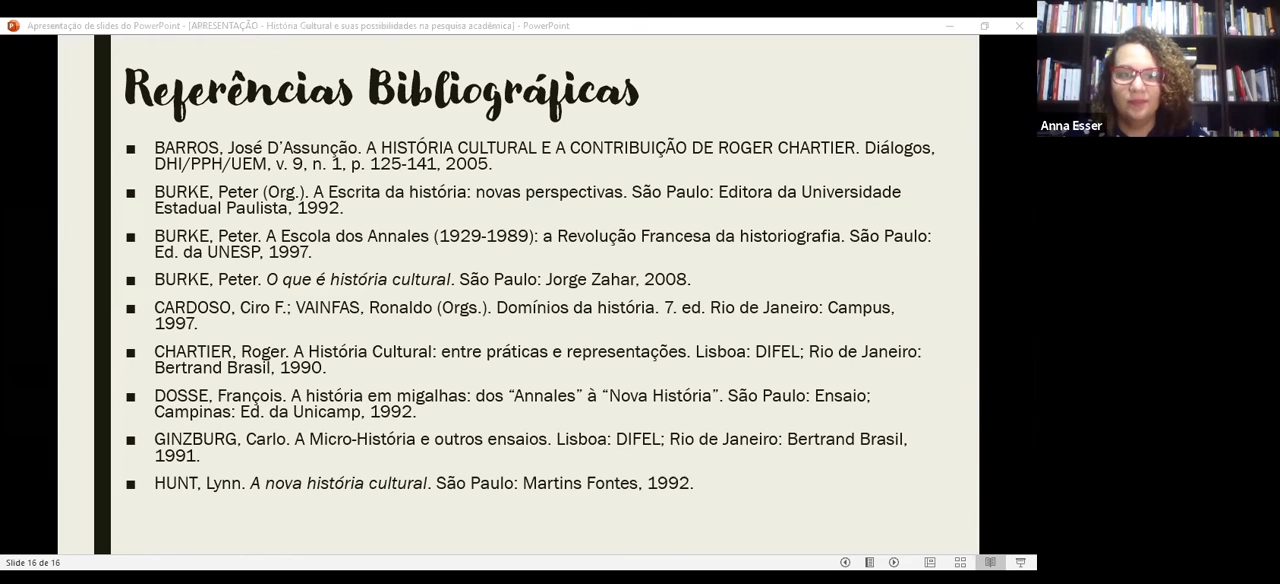 Apresentação de slides do PowerPoint - [APRESENTAÇÃO - História Cultural e suas possibilidades na pesquisa acadêmica] - PowerPoint
Referências Bibliográficas
Anna Esser
■ BARROS, José D’Assunção. A HISTÓRIA CULTURAL E A CONTRIBUIÇÃO DE ROGER CHARTIER. Diálogos,
DHI/PPH/UEM, v. 9, n. 1, p. 125-141, 2005.
■ BURKE, Peter (Org.). A Escrita da história: novas perspectivas. São Paulo: Editora da Universidade
Estadual Paulista, 1992.
■ BURKE, Peter. A Escola dos Annales (1929-1989): a Revolução Francesa da historiografia. São Paulo:
Ed. da UNESP, 1997.
■ BURKE, Peter. O que é história cultural. São Paulo: Jorge Zahar, 2008.
■ CARDOSO, Ciro F.; VAINFAS, Ronaldo (Orgs.). Domínios da história. 7. ed. Rio de Janeiro: Campus,
1997.
■ CHARTIER, Roger. A História Cultural: entre práticas e representações. Lisboa: DIFEL; Rio de Janeiro:
Bertrand Brasil, 1990.
■ DOSSE, François. A história em migalhas: dos “Annales” à “Nova História”. São Paulo: Ensaio;
Campinas: Ed. da Unicamp, 1992.
■ GINZBURG, Carlo. A Micro-História e outros ensaios. Lisboa: DIFEL; Rio de Janeiro: Bertrand Brasil,
1991.
■ HUNT, Lynn. A nova história cultural. São Paulo: Martins Fontes, 1992.
Slide 16 de 16